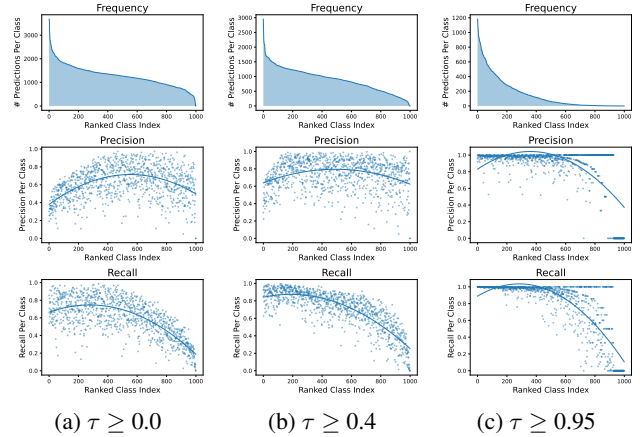 Frequency
Frequency
Frequency
# Predictions Per Class
3000
2000
1000
0
# Predictions Per Class
3000
2500
2000
1500
1000
500
0
# Predictions Per Class
1200
1000
800
600
400
200
0
0 200 400 600 800 1000
Ranked Class Index
0 200 400 600 800 1000
Ranked Class Index
0 200 400 600 800 1000
Ranked Class Index
Precision
Precision
Precision
Precision Per Class
1.0
0.8
0.6
0.4
0.2
0.0
Precision Per Class
1.0
0.8
0.6
0.4
0.2
0.0
Precision Per Class
1.0
0.8
0.6
0.4
0.2
0.0
0 200 400 600 800 1000
Ranked Class Index
0 200 400 600 800 1000
Ranked Class Index
0 200 400 600 800 1000
Ranked Class Index
Recall
Recall
Recall
Recall Per Class
1.0
0.8
0.6
0.4
0.2
0.0
Recall Per Class
1.0
0.8
0.6
0.4
0.2
0.0
Recall Per Class
1.0
0.8
0.6
0.4
0.2
0.0
0 200 400 600 800 1000
Ranked Class Index
0 200 400 600 800 1000
Ranked Class Index
0 200 400 600 800 1000
Ranked Class Index
(a) τ ≥ 0.0
(b) τ ≥ 0.4
(c) τ ≥ 0.95